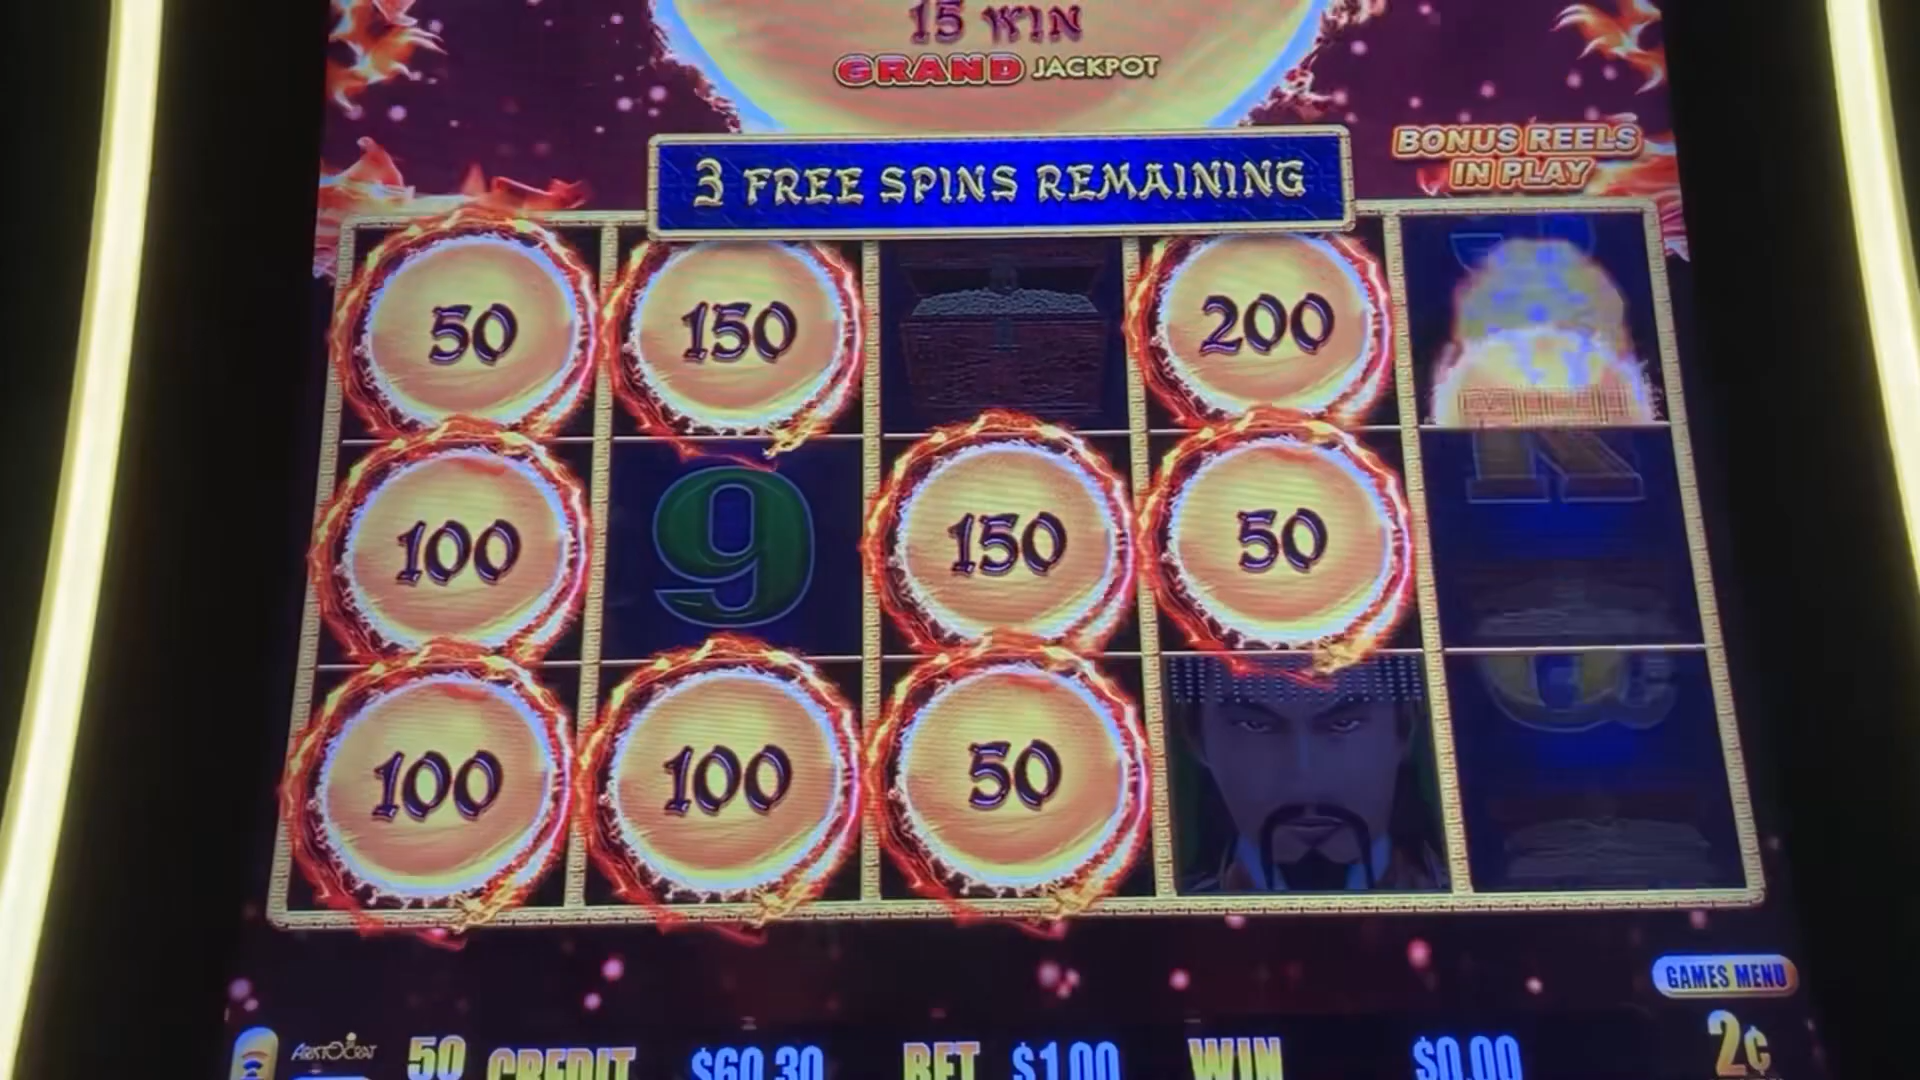 15 WIN
GRAND JACKPOT
BONUS REELS
IN PLAY
3 FREE SPINS REMAINING
50 150 200
100 9 150 50 K
100 100 50
GAMES MENU
ARISTOCRAT 50 CREDIT $60.30 BET $1.00 WIN $0.00 2¢